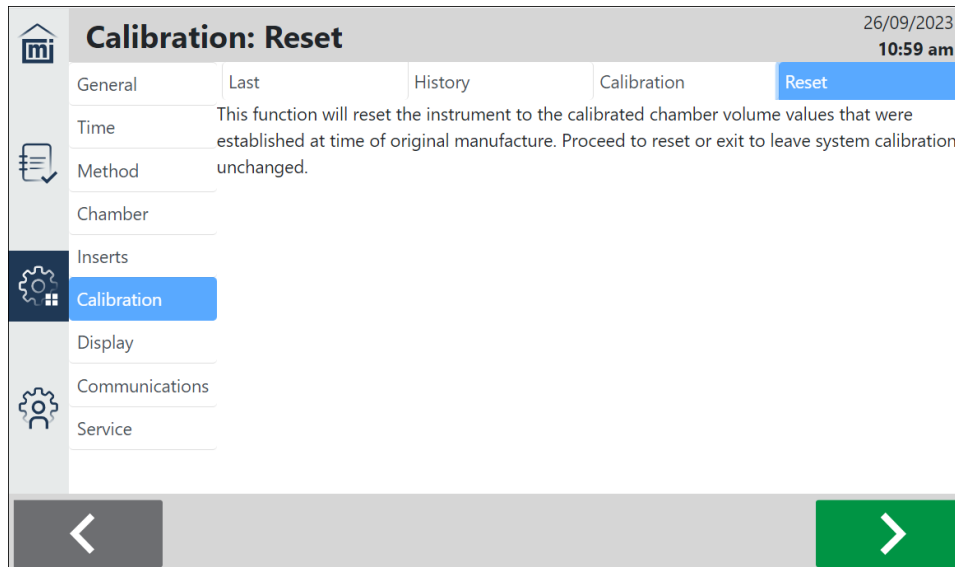 mi
Calibration: Reset
26/09/2023
10:59 am
General
Last
History
Calibration
Reset
Time
Method
Chamber
Inserts
Calibration
Display
Communications
Service
This function will reset the instrument to the calibrated chamber volume values that were
established at time of original manufacture. Proceed to reset or exit to leave system calibration
unchanged.